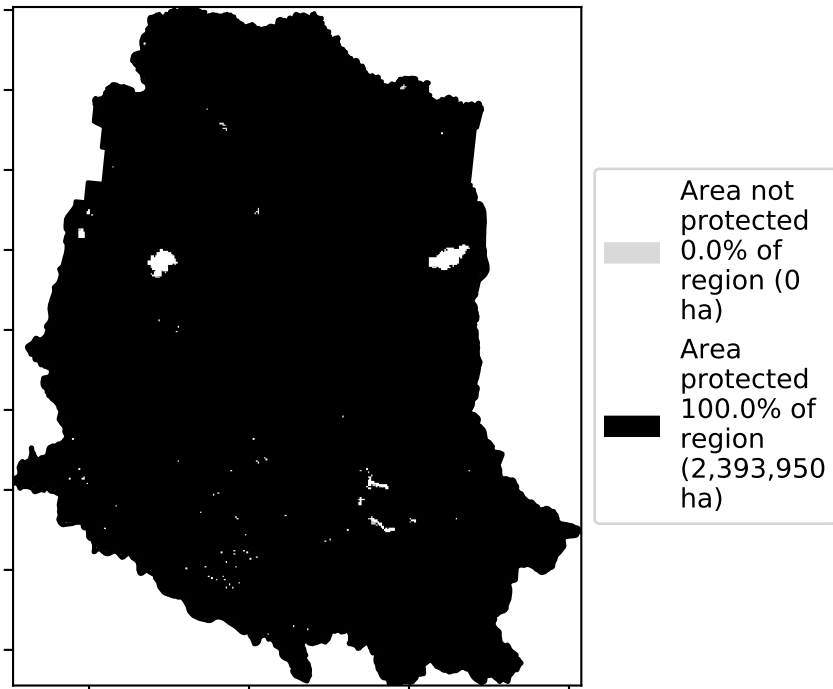 Area not
protected
0.0% of
region (0
ha)
Area
protected
100.0% of
region
(2,393,950
ha)